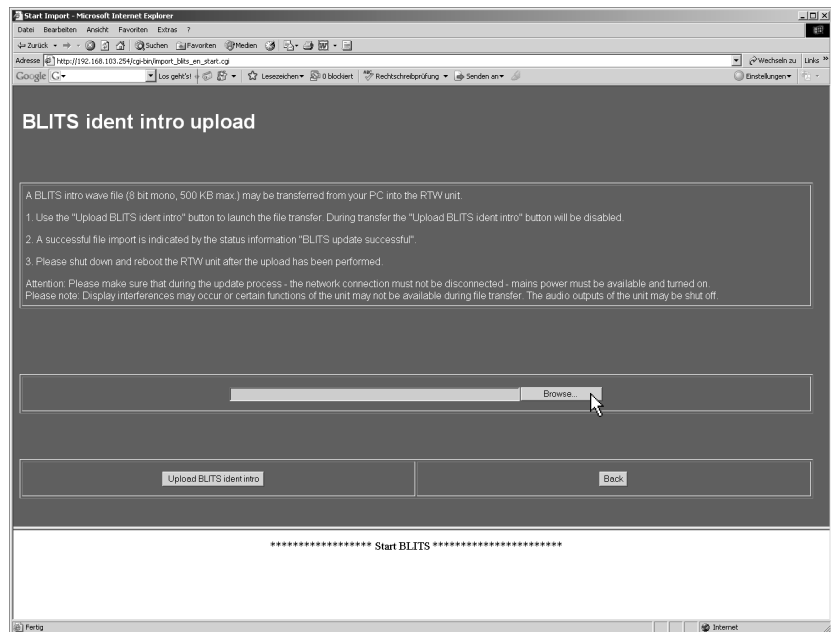 Start Import - Microsoft Internet Explorer
Datei Bearbeiten Ansicht Favoriten Extras ?
Zurück Suchen Favoriten Medien
Adresse http://192.168.103.254/cgi-bin/import_blits_en_start.cgi Wechseln zu Links »
Google G Los geht's! Lesezeichen 0 blockiert Rechtschreibprüfung Senden an Einstellungen
BLITS ident intro upload
A BLITS intro wave file (8 bit mono, 500 KB max.) may be transferred from your PC into the RTW unit.
1. Use the "Upload BLITS ident intro" button to launch the file transfer. During transfer the "Upload BLITS ident intro" button will be disabled.
2. A successful file import is indicated by the status information "BLITS update successful".
3. Please shut down and reboot the RTW unit after the upload has been performed.
Attention: Please make sure that during the update process - the network connection must not be disconnected - mains power must be available and turned on.
Please note: Display interferences may occur or certain functions of the unit may not be available during file transfer. The audio outputs of the unit may be shut off.
Browse...
Upload BLITS ident intro Back
****************** Start BLITS ***********************
Fertig Internet